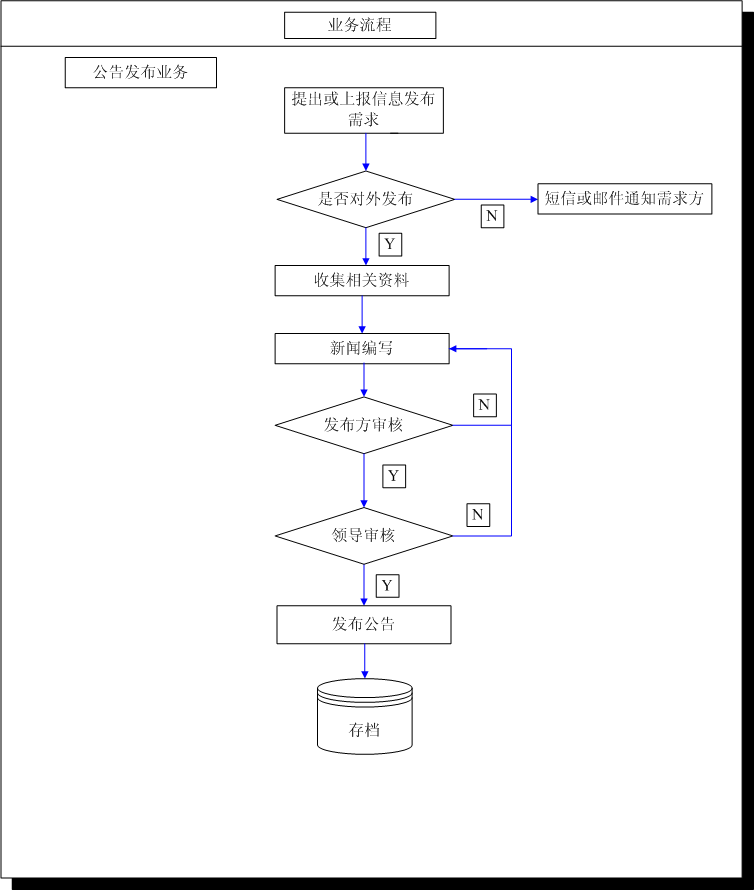 业务流程
公告发布业务
提出或上报信息发布
需求
是否对外发布
N
短信或邮件通知需求方
Y
收集相关资料
新闻编写
N
发布方审核
Y
N
领导审核
Y
发布公告
存档